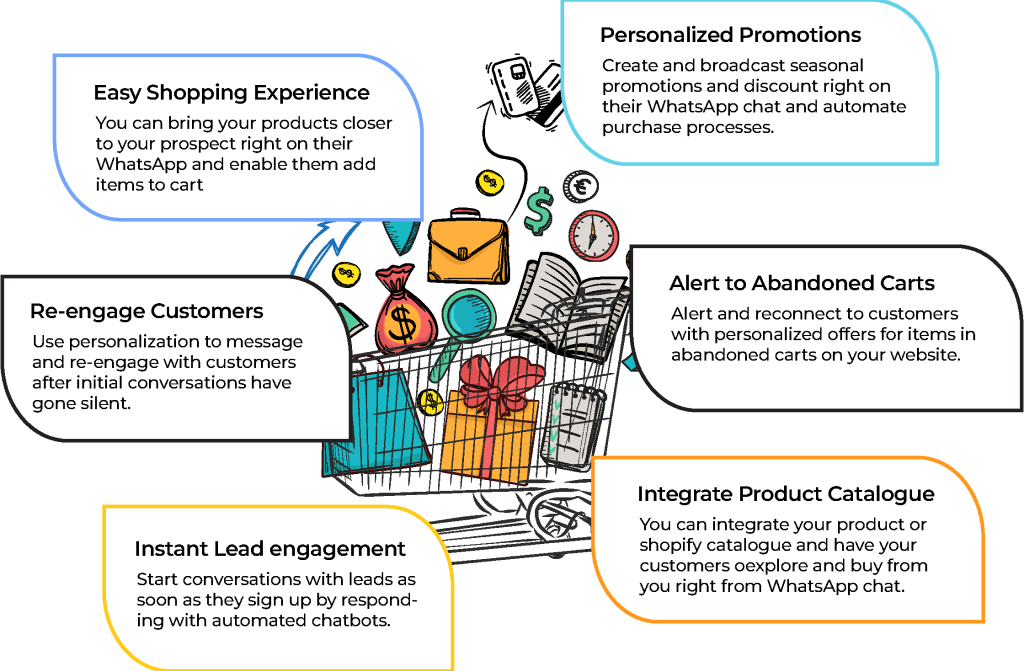 Personalized Promotions
Create and broadcast seasonal
promotions and discount right on
their WhatsApp chat and automate
purchase processes.
Easy Shopping Experience
You can bring your products closer
to your prospect right on their
WhatsApp and enable them add
items to cart
Re-engage Customers
Use personalization to message
and re-engage with customers
after initial conversations have
gone silent.
Alert to Abandoned Carts
Alert and reconnect to customers
with personalized offers for items in
abandoned carts on your website.
Integrate Product Catalogue
You can integrate your product or
shopify catalogue and have your
customers oexplore and buy from
you right from WhatsApp chat.
Instant Lead engagement
Start conversations with leads as
soon as they sign up by respond-
ing with automated chatbots.